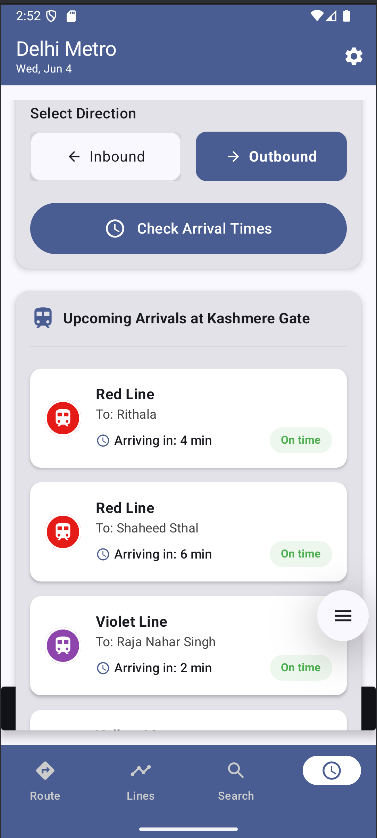 2:52
Delhi Metro
Wed, Jun 4
Select Direction
Inbound
Outbound
Check Arrival Times
Upcoming Arrivals at Kashmere Gate
Red Line
To: Rithala
Arriving in: 4 min
On time
Red Line
To: Shaheed Sthal
Arriving in: 6 min
On time
Violet Line
To: Raja Nahar Singh
Arriving in: 2 min
On time
Route
Lines
Search